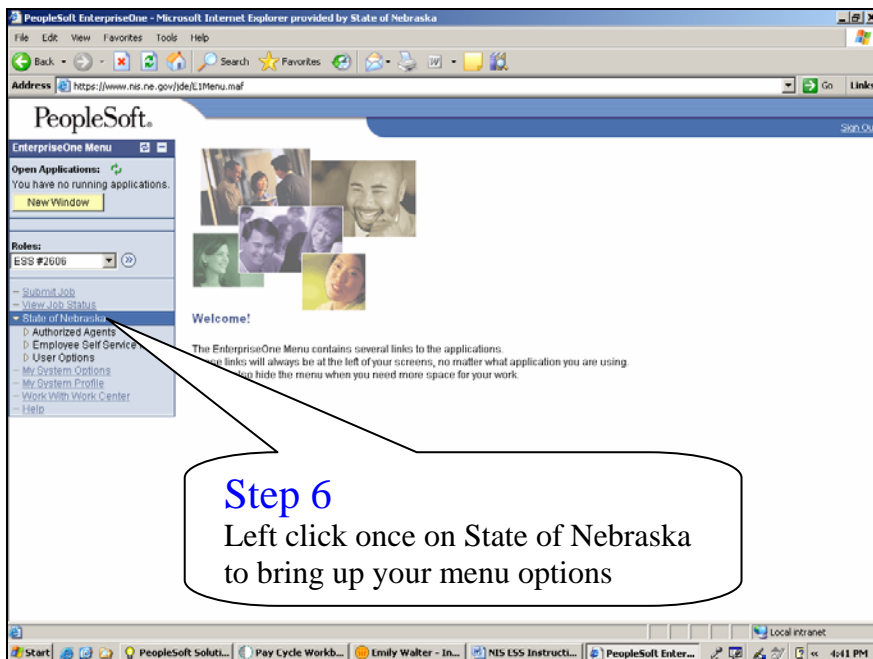 PeopleSoft EnterpriseOne - Microsoft Internet Explorer provided by State of Nebraska
File Edit View Favorites Tools Help
Back Search Favorites
Address https://www.nis.ne.gov/jde/E1Menu.maf Go Links
PeopleSoft.
Sign Ou
EnterpriseOne Menu
Open Applications:
You have no running applications.
New Window
Roles:
ESS #2606
Submit Job
View Job Status
State of Nebraska
Authorized Agents
Employee Self Service
User Options
My System Options
My System Profile
Work With Work Center
Help
Welcome!
The EnterpriseOne Menu contains several links to the applications.
links will always be at the left of your screens, no matter what application you are using.
hide the menu when you need more space for your work.
Step 6
Left click once on State of Nebraska
to bring up your menu options
Local intranet
Start PeopleSoft Soluti... Pay Cycle Workb... Emily Walter - In... NIS ESS Instructi... PeopleSoft Enter... « 4:41 PM